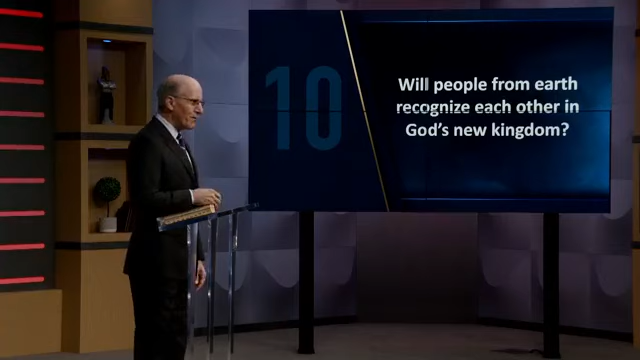 10
Will people from earth
recognize each other in
God's new kingdom?